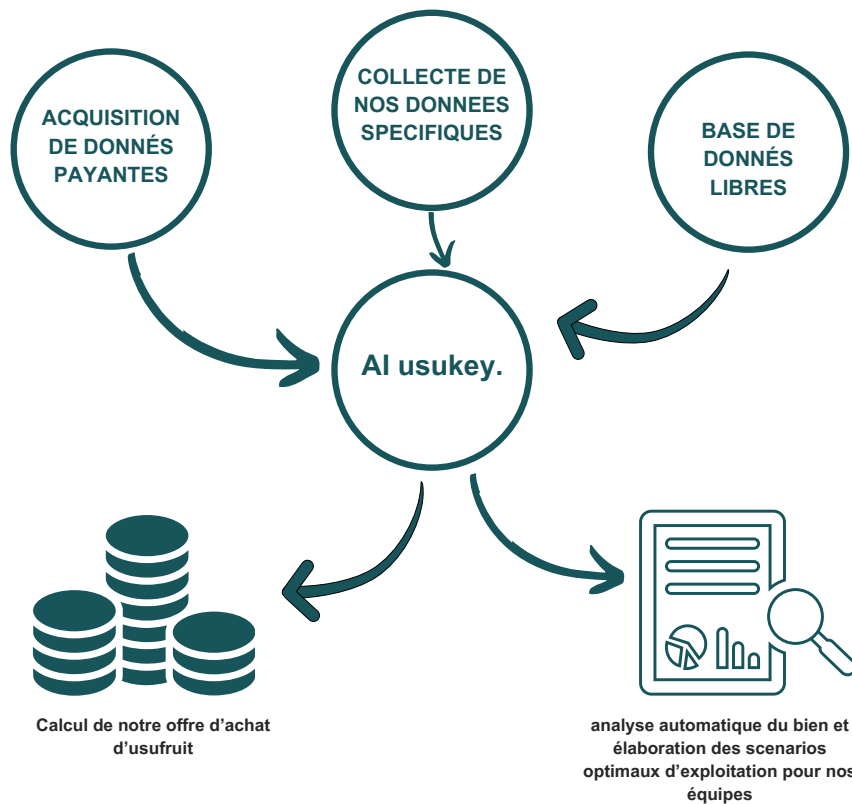 ACQUISITION
DE DONNÉS
PAYANTES
COLLECTE DE
NOS DONNEES
SPECIFIQUES
BASE DE
DONNÉS
LIBRES
AI usukey.
Calcul de notre offre d'achat
d'usufruit
analyse automatique du bien et
élaboration des scenarios
optimaux d'exploitation pour nos
équipes